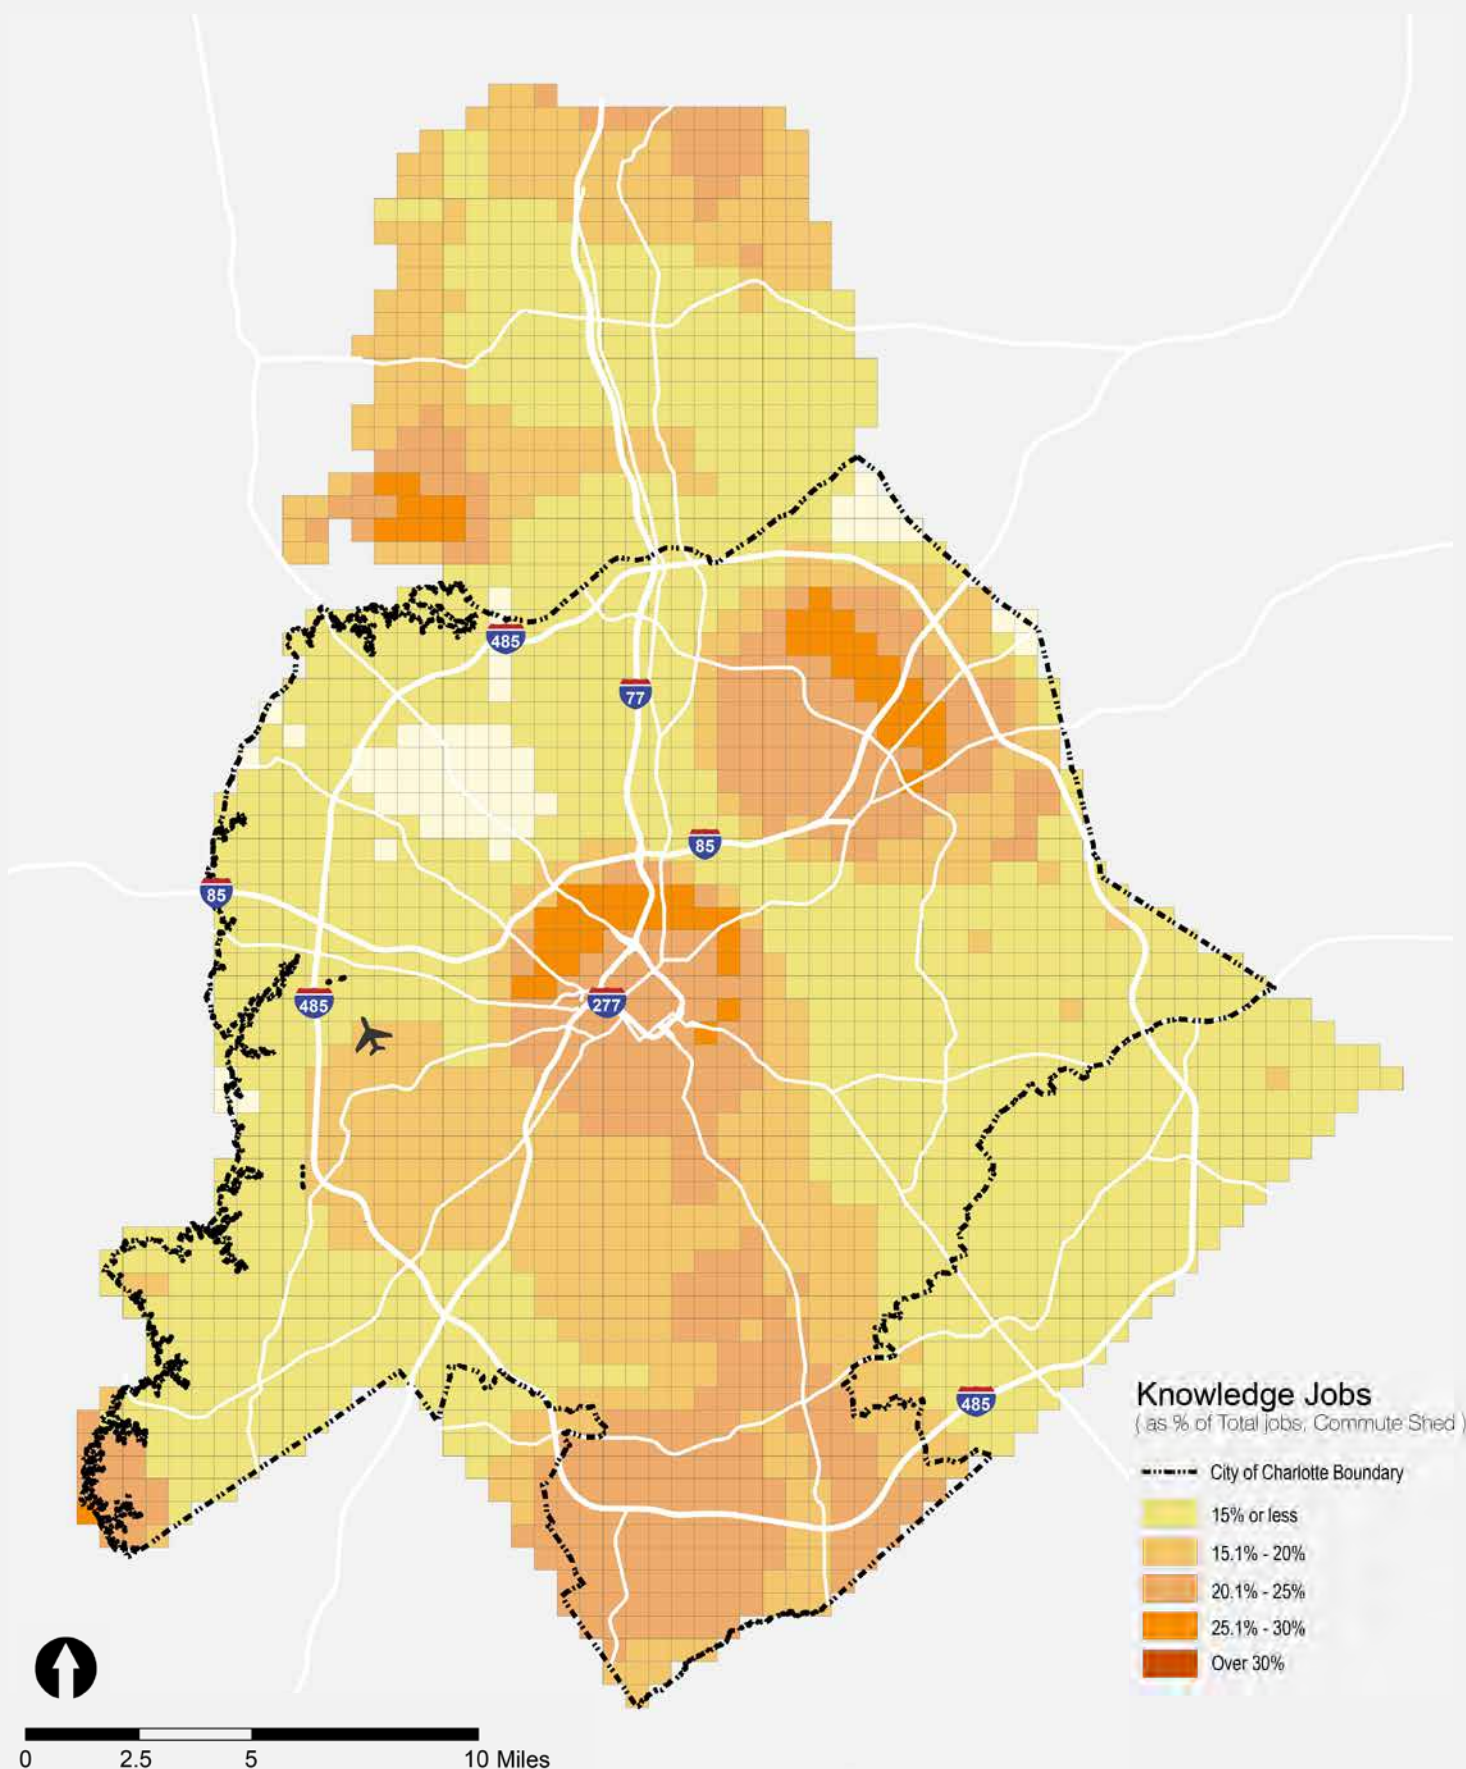 485
77
85
85
277
485
485
Knowledge Jobs
( as % of Total jobs, Commute Shed )
City of Charlotte Boundary
15% or less
15.1% - 20%
20.1% - 25%
25.1% - 30%
Over 30%
0 2.5 5 10 Miles